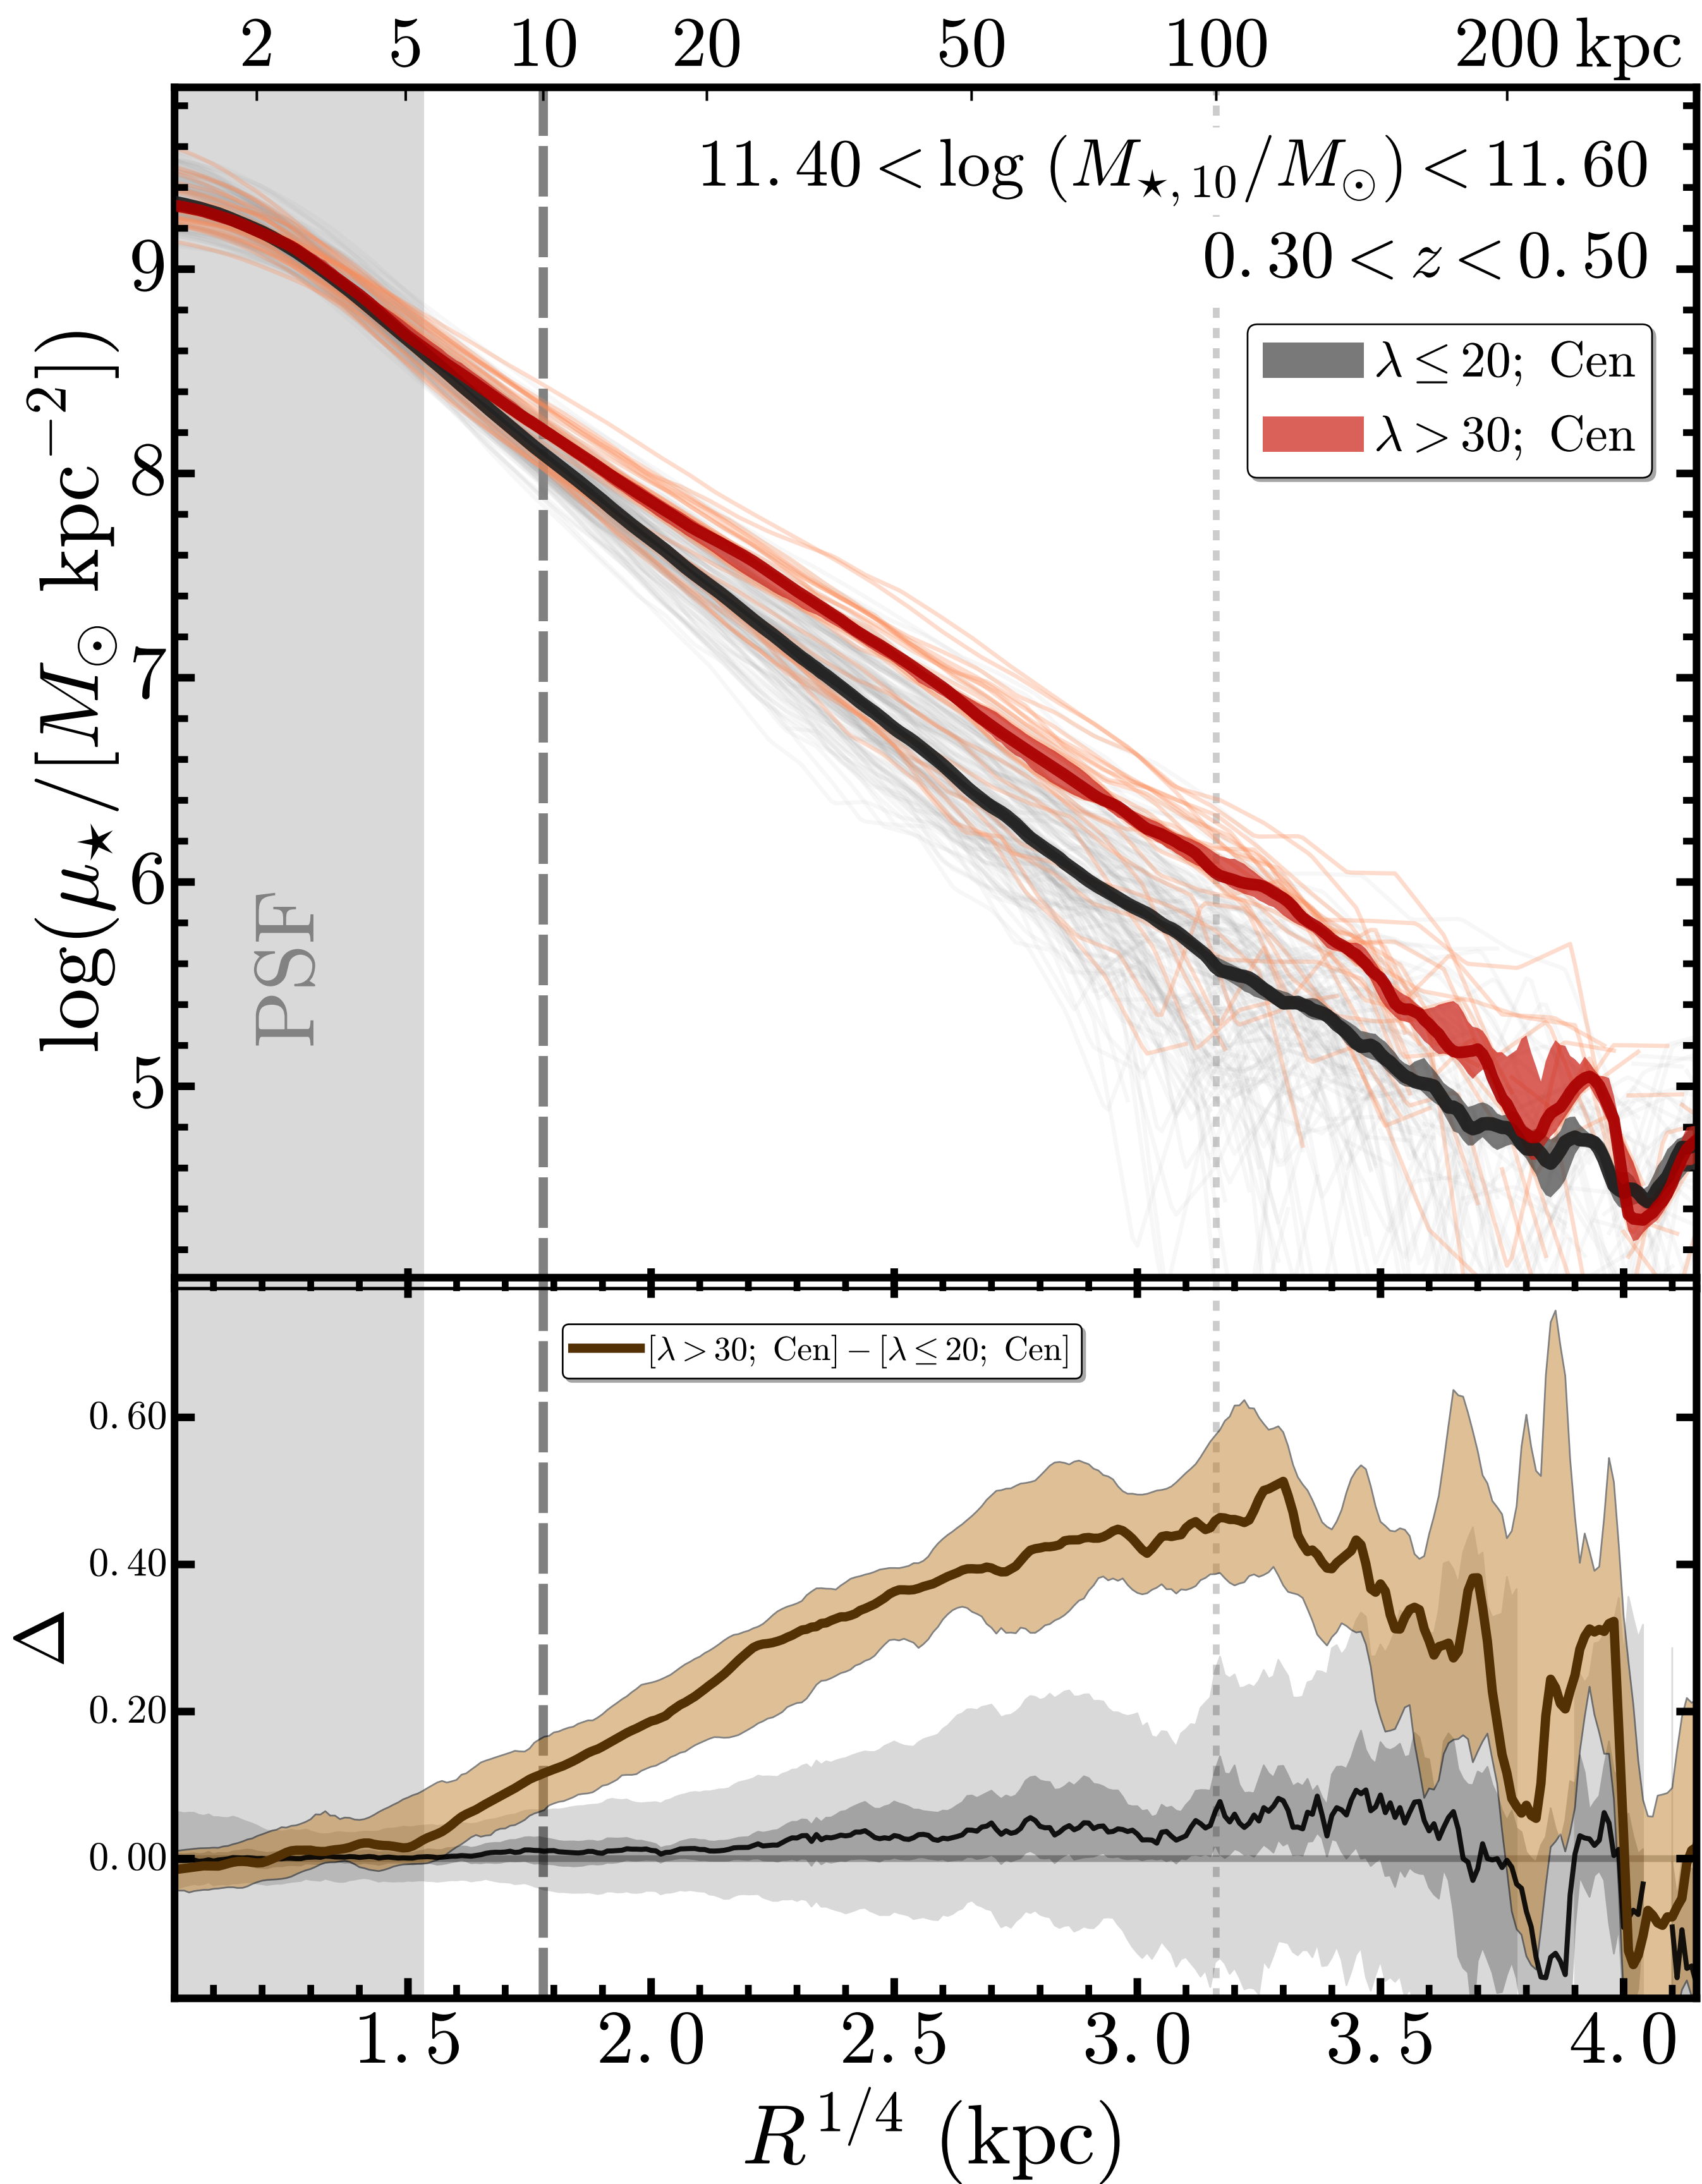 2 5 10 20 50 100 200 kpc
11.40 < log (M⋆,10/M⊙) < 11.60
0.30 < z < 0.50
λ ≤ 20; Cen
λ > 30; Cen
log(μ⋆/[M⊙ kpc−2])
9
8
7
6
5
PSF
[λ > 30; Cen] − [λ ≤ 20; Cen]
Δ
0.60
0.40
0.20
0.00
1.5 2.0 2.5 3.0 3.5 4.0
R1/4 (kpc)